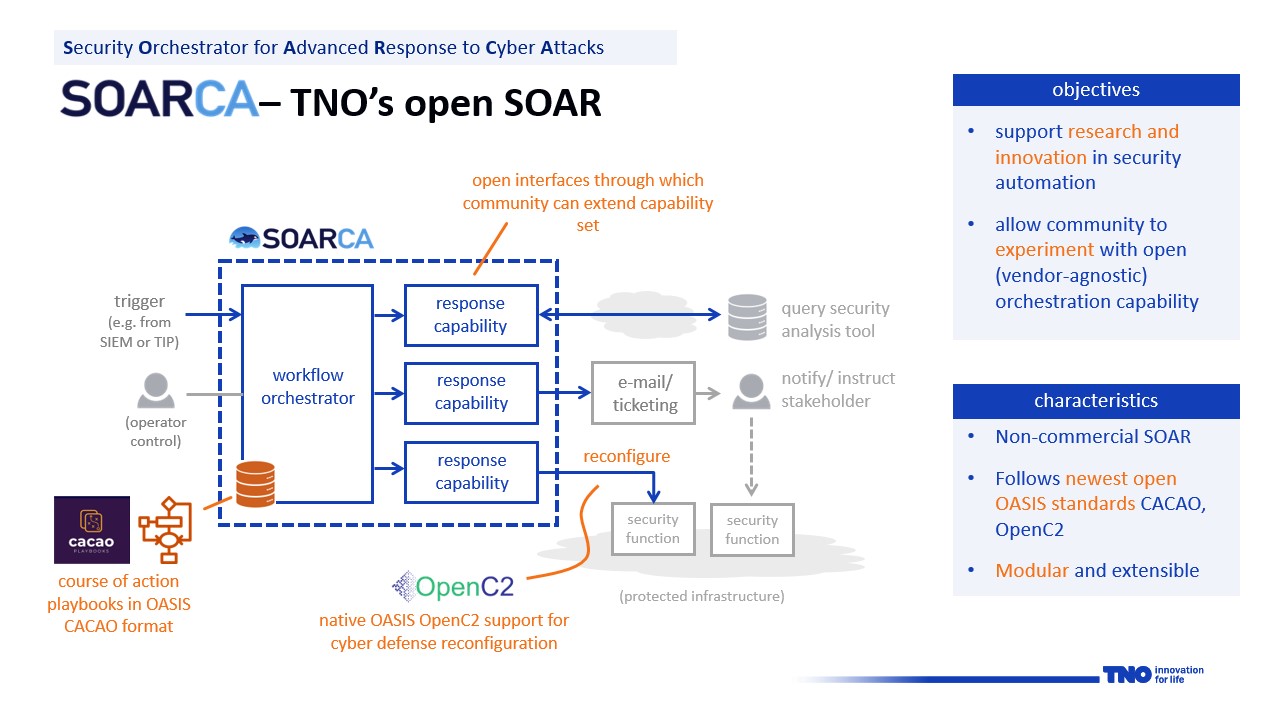 Security Orchestrator for Advanced Response to Cyber Attacks
SOARCA – TNO's open SOAR
open interfaces through which
community can extend capability
set
SOARCA
trigger
(e.g. from
SIEM or TIP)
(operator
control)
workflow
orchestrator
response
capability
response
capability
response
capability
query security
analysis tool
e-mail/
ticketing
notify/ instruct
stakeholder
reconfigure
security
function
security
function
(protected infrastructure)
cacao
PLAYBOOKS
course of action
playbooks in OASIS
CACAO format
OpenC2
native OASIS OpenC2 support for
cyber defense reconfiguration
objectives
• support research and
innovation in security
automation
• allow community to
experiment with open
(vendor-agnostic)
orchestration capability
characteristics
• Non-commercial SOAR
• Follows newest open
OASIS standards CACAO,
OpenC2
• Modular and extensible
TNO innovation
for life